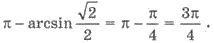 π − arcsin √2/2 = π − π/4 = 3π/4 .